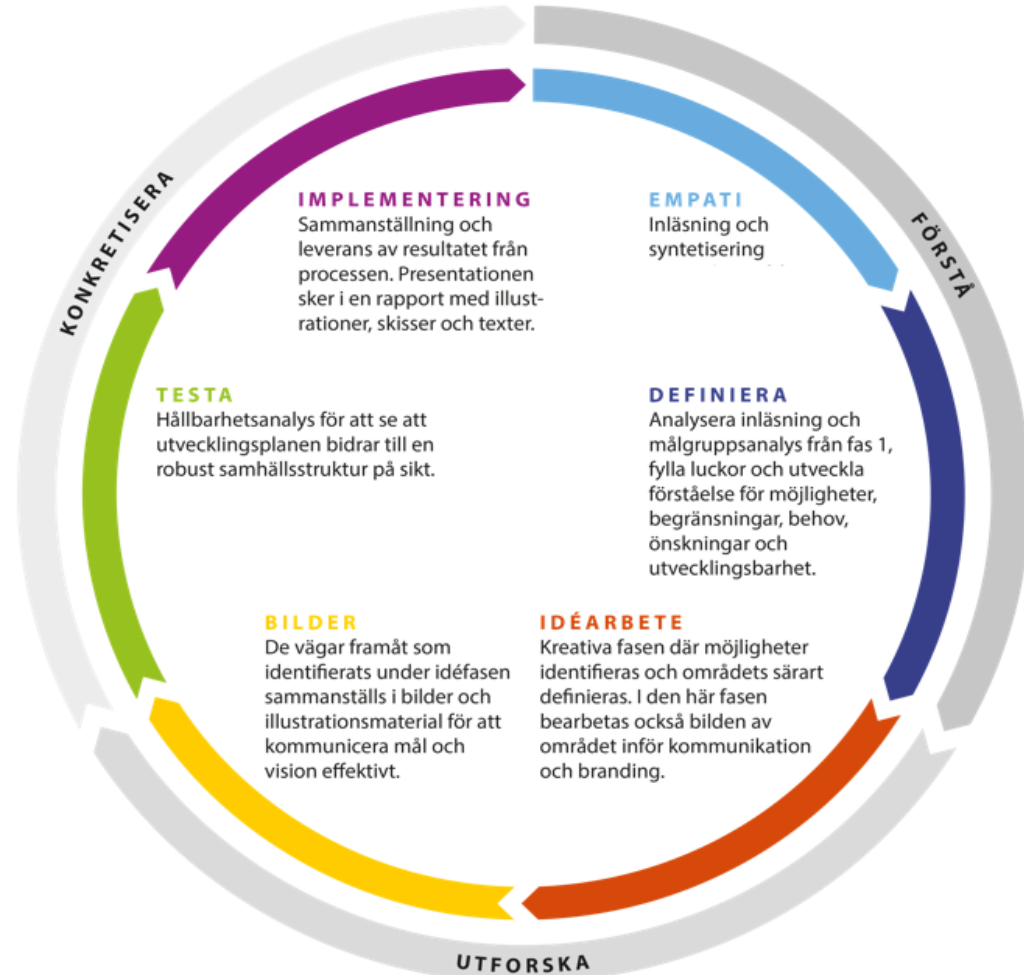 FÖRSTÅ
EMPATI
Inläsning och
syntetisering
DEFINIERA
Analysera inläsning och
målgruppsanalys från fas 1,
fylla luckor och utveckla
förståelse för möjligheter,
begränsningar, behov,
önskningar och
utvecklingsbarhet.
UTFORSKA
IDÉARBETE
Kreativa fasen där möjligheter
identifieras och områdets särart
definieras. I den här fasen
bearbetas också bilden av
området inför kommunikation
och branding.
BILDER
De vägar framåt som
identifierats under idéfasen
sammanställs i bilder och
illustrationsmaterial för att
kommunicera mål och
vision effektivt.
KONKRETISERA
TESTA
Hållbarhetsanalys för att se att
utvecklingsplanen bidrar till en
robust samhällsstruktur på sikt.
IMPLEMENTERING
Sammanställning och
leverans av resultatet från
processen. Presentationen
sker i en rapport med illust-
rationer, skisser och texter.